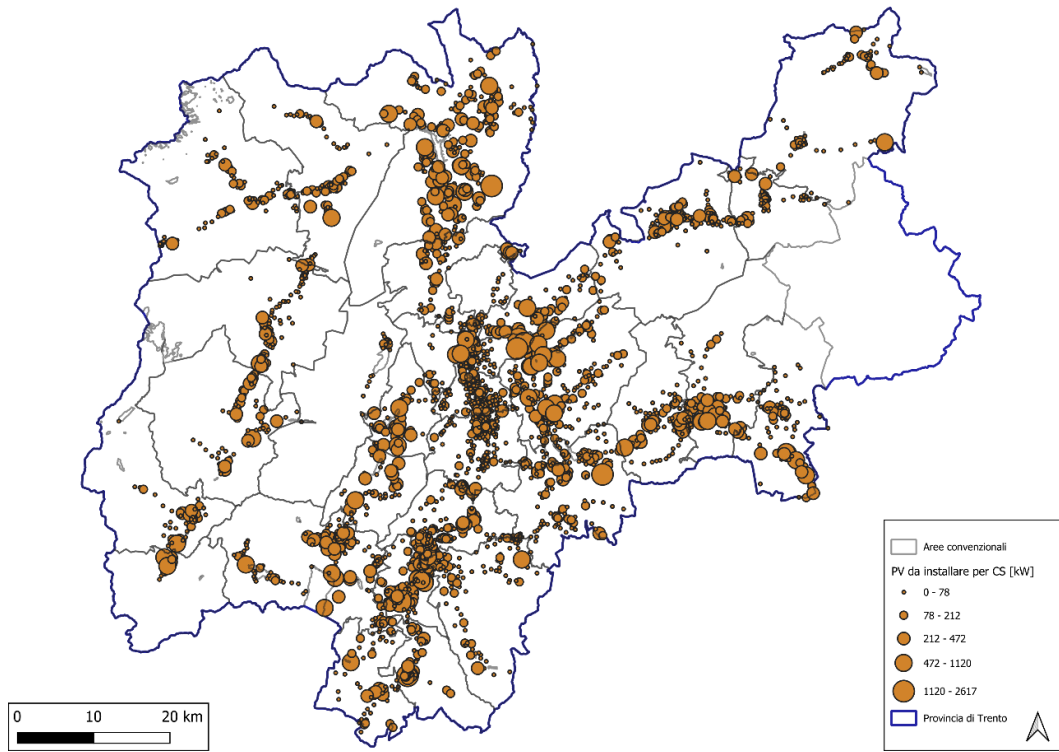 Aree convenzionali
PV da installare per CS [kW]
0 - 78
78 - 212
212 - 472
472 - 1120
1120 - 2617
Provincia di Trento
0 10 20 km